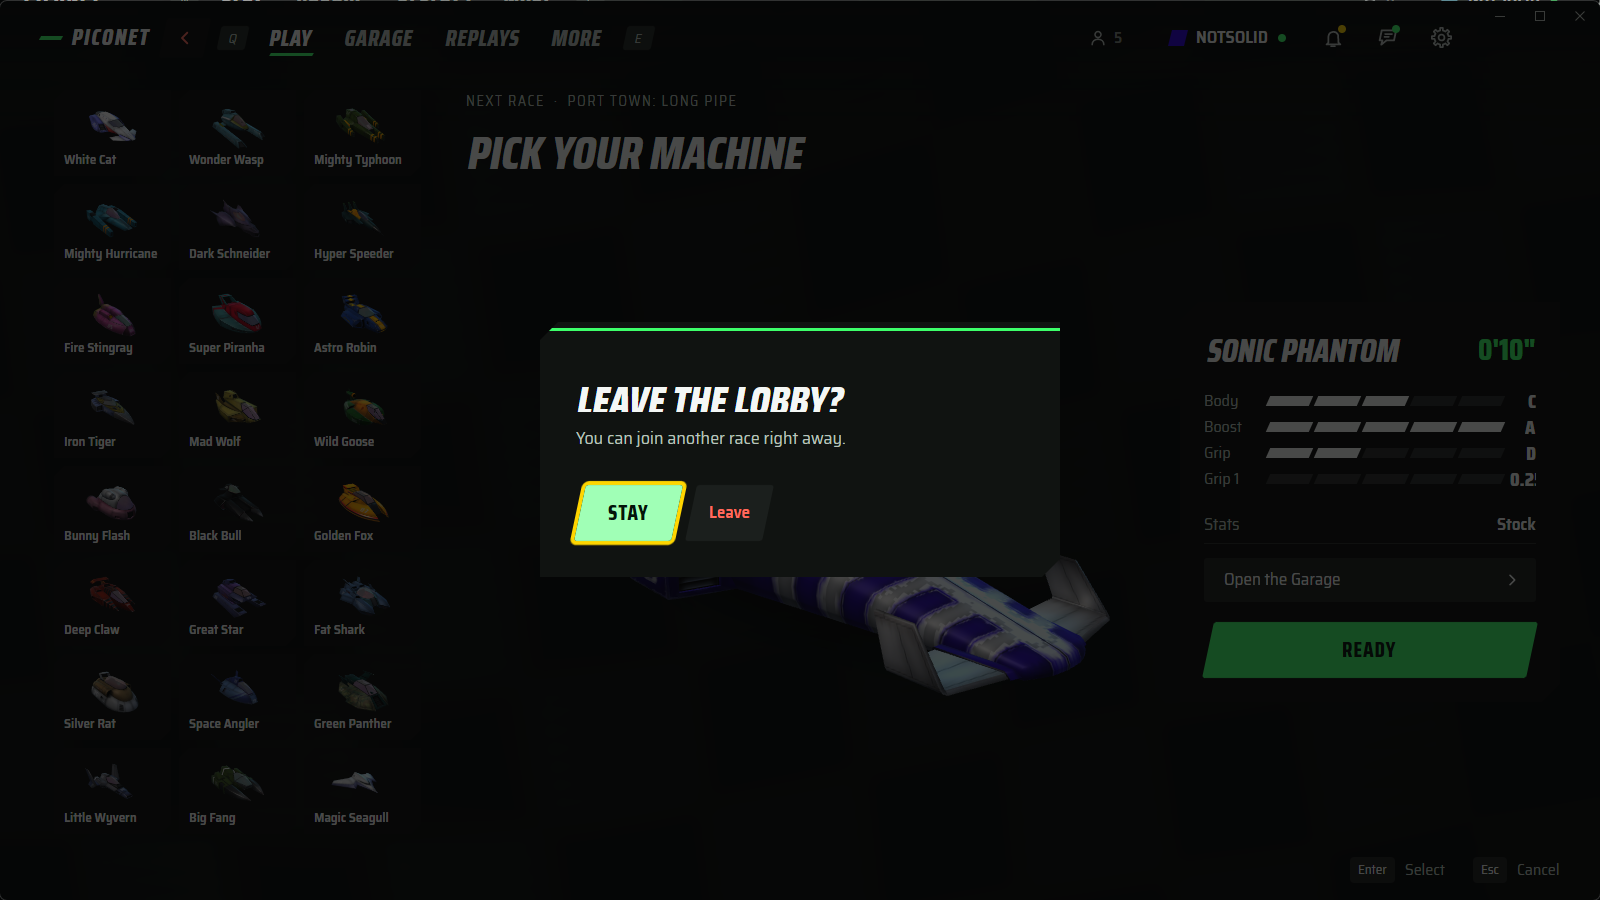 PICONET
Q
PLAY
GARAGE
REPLAYS
MORE
E
5
NOTSOLID
NEXT RACE · PORT TOWN: LONG PIPE
PICK YOUR MACHINE
White Cat
Wonder Wasp
Mighty Typhoon
Mighty Hurricane
Dark Schneider
Hyper Speeder
Fire Stingray
Super Piranha
Astro Robin
Iron Tiger
Mad Wolf
Wild Goose
Bunny Flash
Black Bull
Golden Fox
Deep Claw
Great Star
Fat Shark
Silver Rat
Space Angler
Green Panther
Little Wyvern
Big Fang
Magic Seagull
LEAVE THE LOBBY?
You can join another race right away.
STAY
Leave
SONIC PHANTOM 0'10"
Body C
Boost A
Grip D
Grip 1 0.2
Stats Stock
Open the Garage
READY
Enter Select Esc Cancel